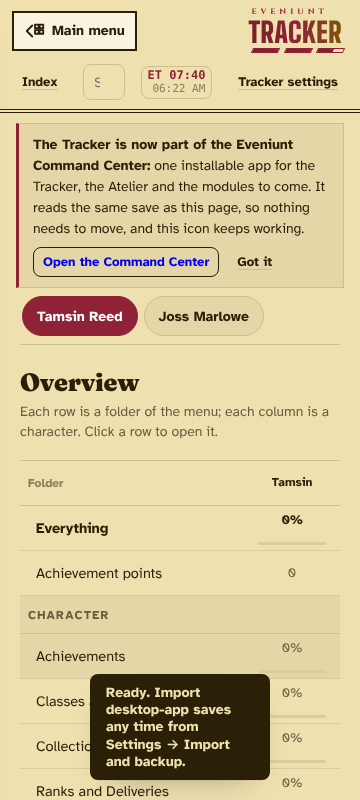 Main menu
EVENIUNT
TRACKER
Index
S
ET 07:40
06:22 AM
Tracker settings
The Tracker is now part of the Eveniunt
Command Center: one installable app for the
Tracker, the Atelier and the modules to come. It
reads the same save as this page, so nothing
needs to move, and this icon keeps working.
Open the Command Center
Got it
Tamsin Reed
Joss Marlowe
Overview
Each row is a folder of the menu; each column is a
character. Click a row to open it.
Folder
Tamsin
Everything
0%
Achievement points
0
CHARACTER
Achievements
0%
Classes
0%
Collectio
0%
Ranks and Deliveries
0%
Ready. Import
desktop-app saves
any time from
Settings → Import
and backup.